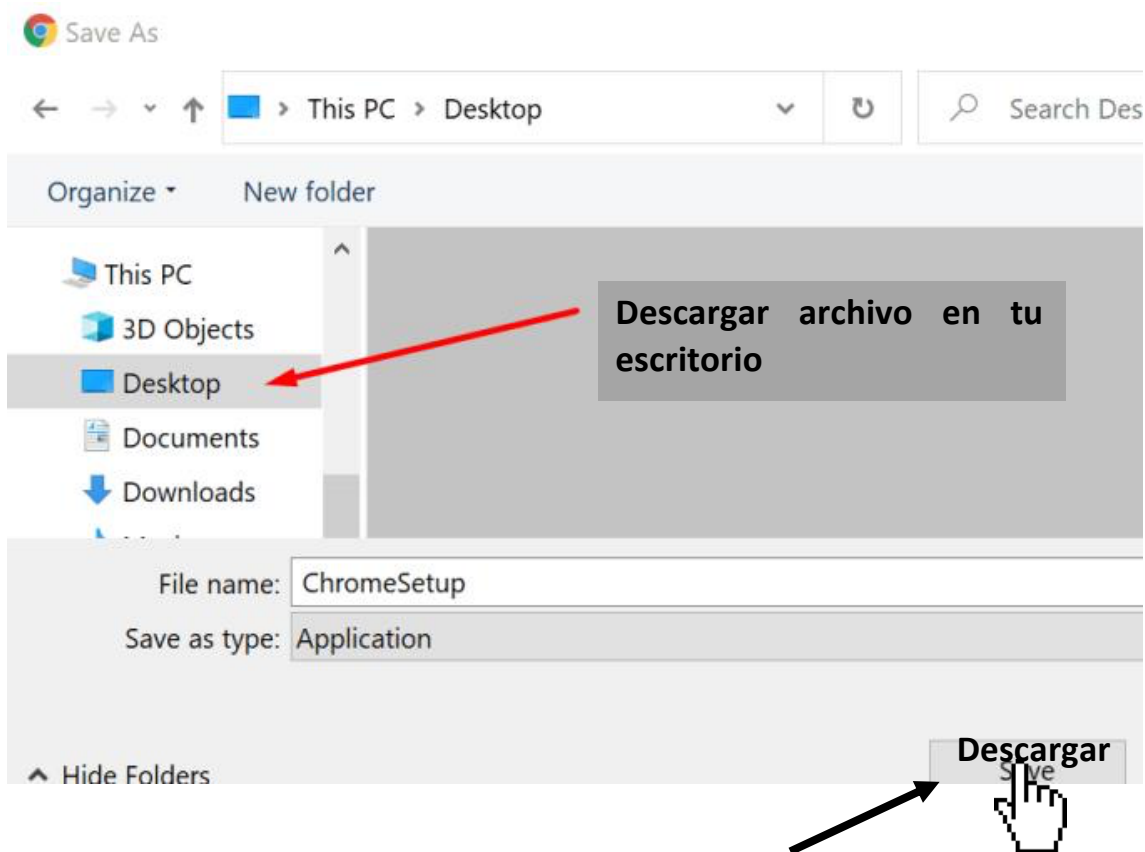 Save As
This PC > Desktop
Search Des
Organize
New folder
This PC
3D Objects
Descargar archivo en tu
escritorio
Desktop
Documents
Downloads
File name: ChromeSetup
Save as type: Application
Descargar
Save
Hide Folders